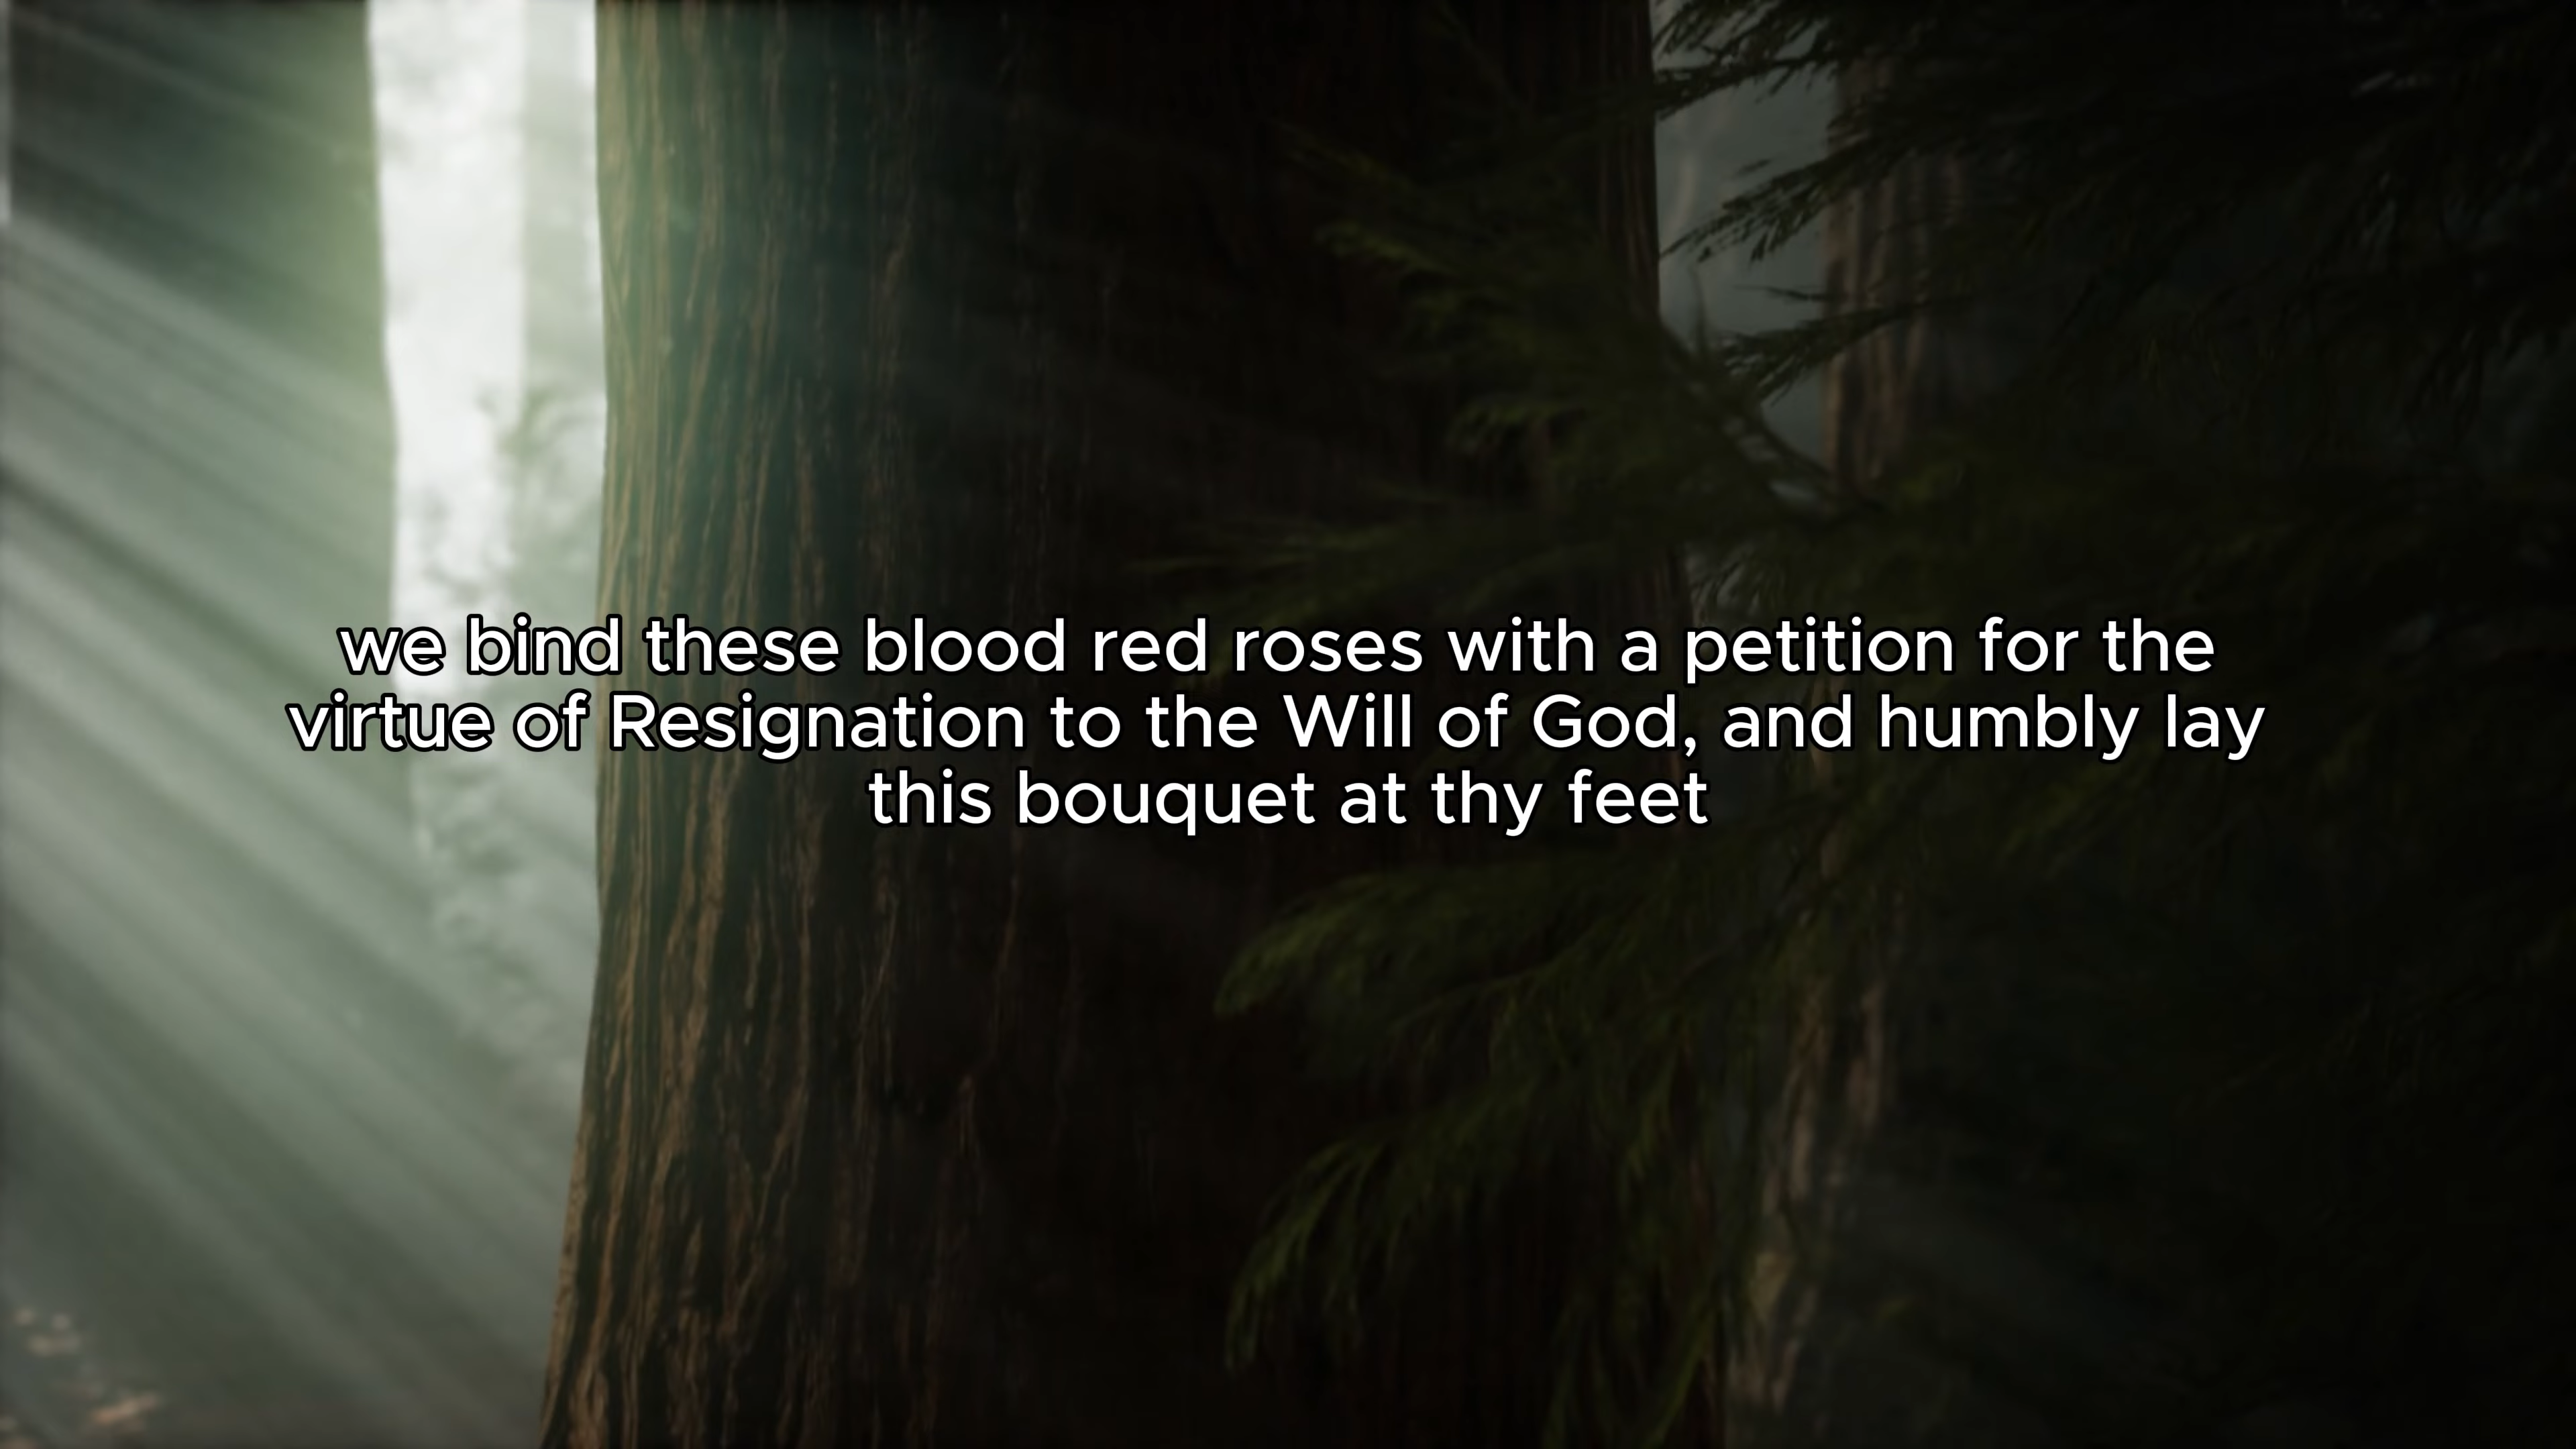 we bind these blood red roses with a petition for the
virtue of Resignation to the Will of God, and humbly lay
this bouquet at thy feet